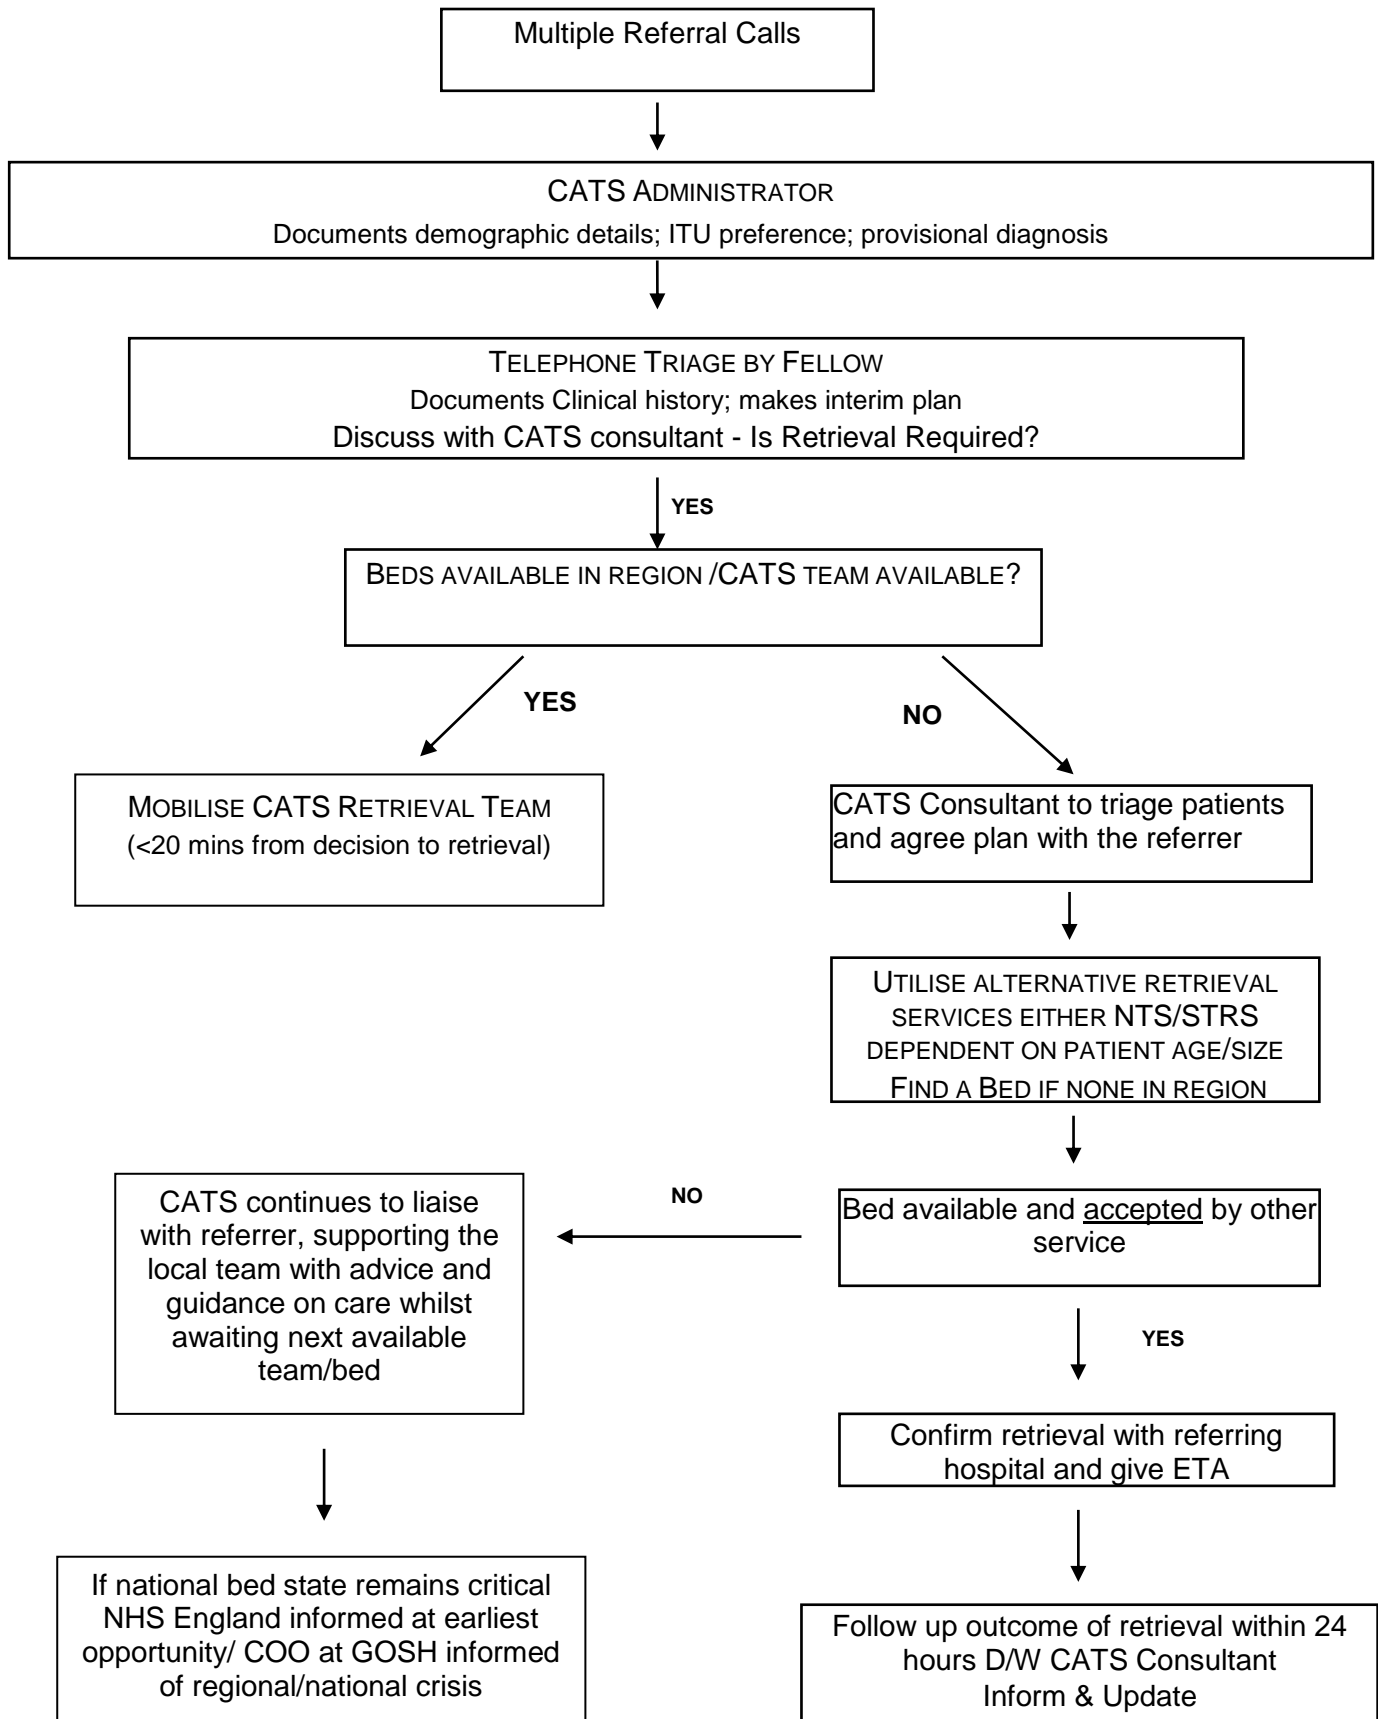 Multiple Referral Calls
CATS ADMINISTRATOR
Documents demographic details; ITU preference; provisional diagnosis
TELEPHONE TRIAGE BY FELLOW
Documents Clinical history; makes interim plan
Discuss with CATS consultant - Is Retrieval Required?
YES
BEDS AVAILABLE IN REGION /CATS TEAM AVAILABLE?
YES
NO
MOBILISE CATS RETRIEVAL TEAM
(<20 mins from decision to retrieval)
CATS Consultant to triage patients
and agree plan with the referrer
UTILISE ALTERNATIVE RETRIEVAL
SERVICES EITHER NTS/STRS
DEPENDENT ON PATIENT AGE/SIZE
FIND A BED IF NONE IN REGION
Bed available and accepted by other
service
NO
CATS continues to liaise
with referrer, supporting the
local team with advice and
guidance on care whilst
awaiting next available
team/bed
YES
Confirm retrieval with referring
hospital and give ETA
If national bed state remains critical
NHS England informed at earliest
opportunity/ COO at GOSH informed
of regional/national crisis
Follow up outcome of retrieval within 24
hours D/W CATS Consultant
Inform & Update